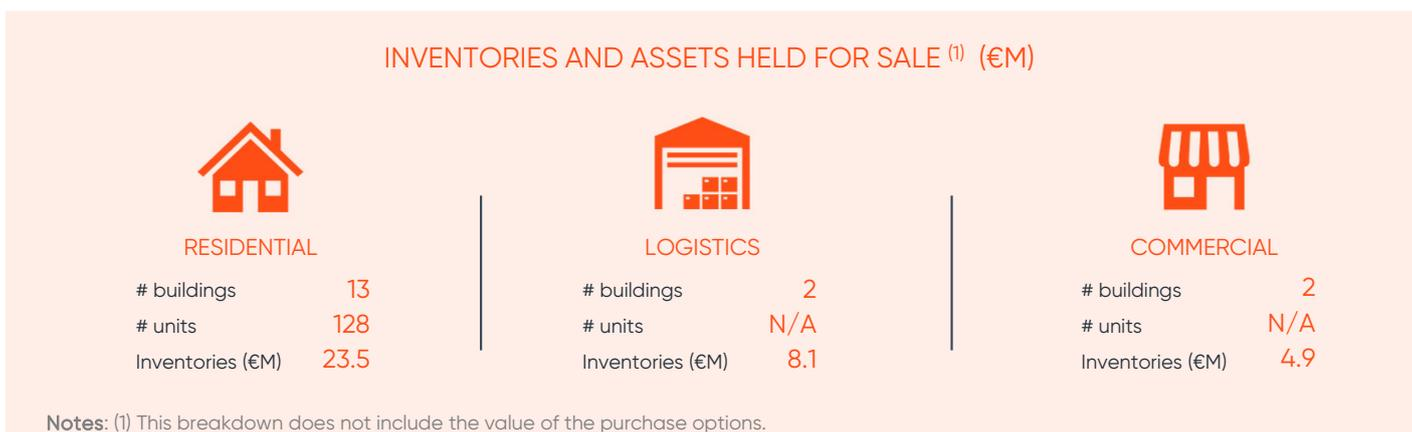 INVENTORIES AND ASSETS HELD FOR SALE (1) (€M)
RESIDENTIAL
# buildings 13
# units 128
Inventories (€M) 23.5
LOGISTICS
# buildings 2
# units N/A
Inventories (€M) 8.1
COMMERCIAL
# buildings 2
# units N/A
Inventories (€M) 4.9
Notes: (1) This breakdown does not include the value of the purchase options.